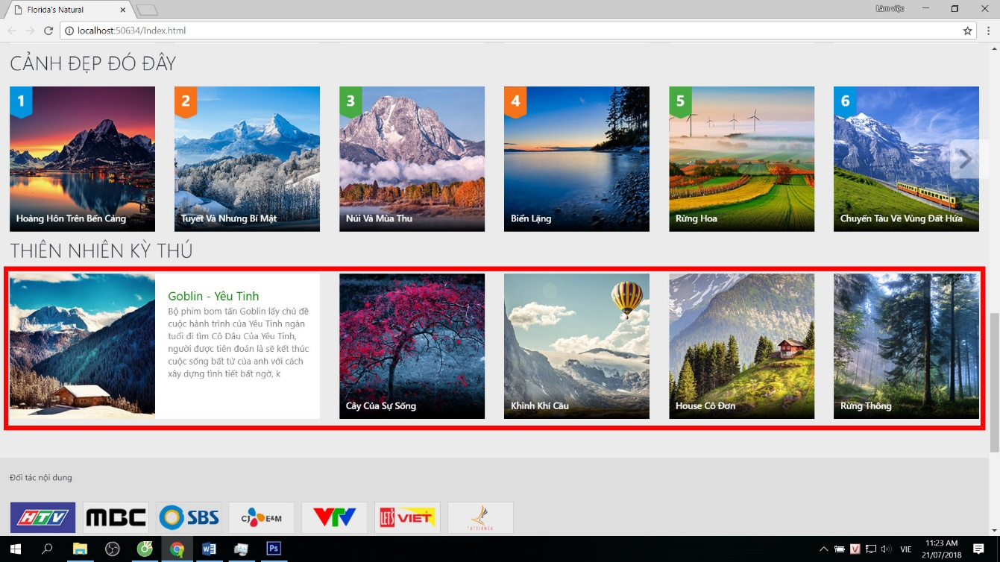 Florida's Natural
Làm việc
localhost:50634/Index.html
CẢNH ĐẸP ĐÓ ĐÂY
1
2
3
4
5
6
Hoàng Hôn Trên Bến Cảng
Tuyết Và Nhưng Bí Mật
Núi Và Mùa Thu
Biển Lặng
Rừng Hoa
Chuyến Tàu Về Vùng Đất Hứa
THIÊN NHIÊN KỲ THÚ
Goblin - Yêu Tinh
Bộ phim bom tấn Goblin lấy chủ đề
cuộc hành trình của Yêu Tinh ngàn
tuổi đi tìm Cô Dâu Của Yêu Tinh,
người được tiên đoán là sẽ kết thúc
cuộc sống bất tử của anh với cách
xây dựng tình tiết bất ngờ, k
Cây Của Sự Sống
Khinh Khí Cầu
House Cô Đơn
Rừng Thông
Đối tác nội dung
HTV
MBC
SBS
CJ E&M
VTV
LET'S VIET
W
Ps
V
VIE
11:23 AM
21/07/2018